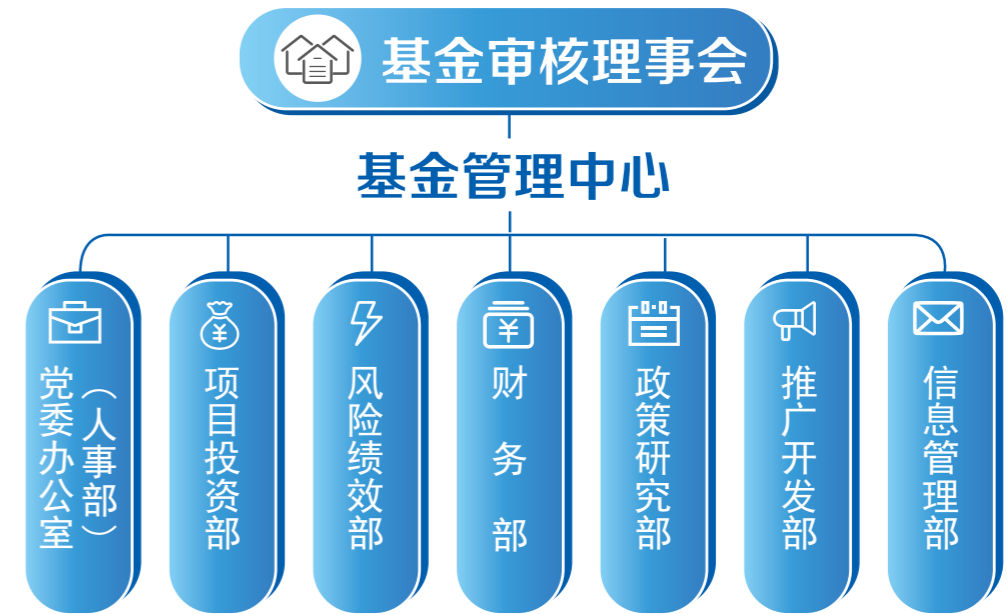 基金审核理事会
基金管理中心
党委办公室
（人事部）
项目投资部
风险绩效部
财务部
政策研究部
推广开发部
信息管理部